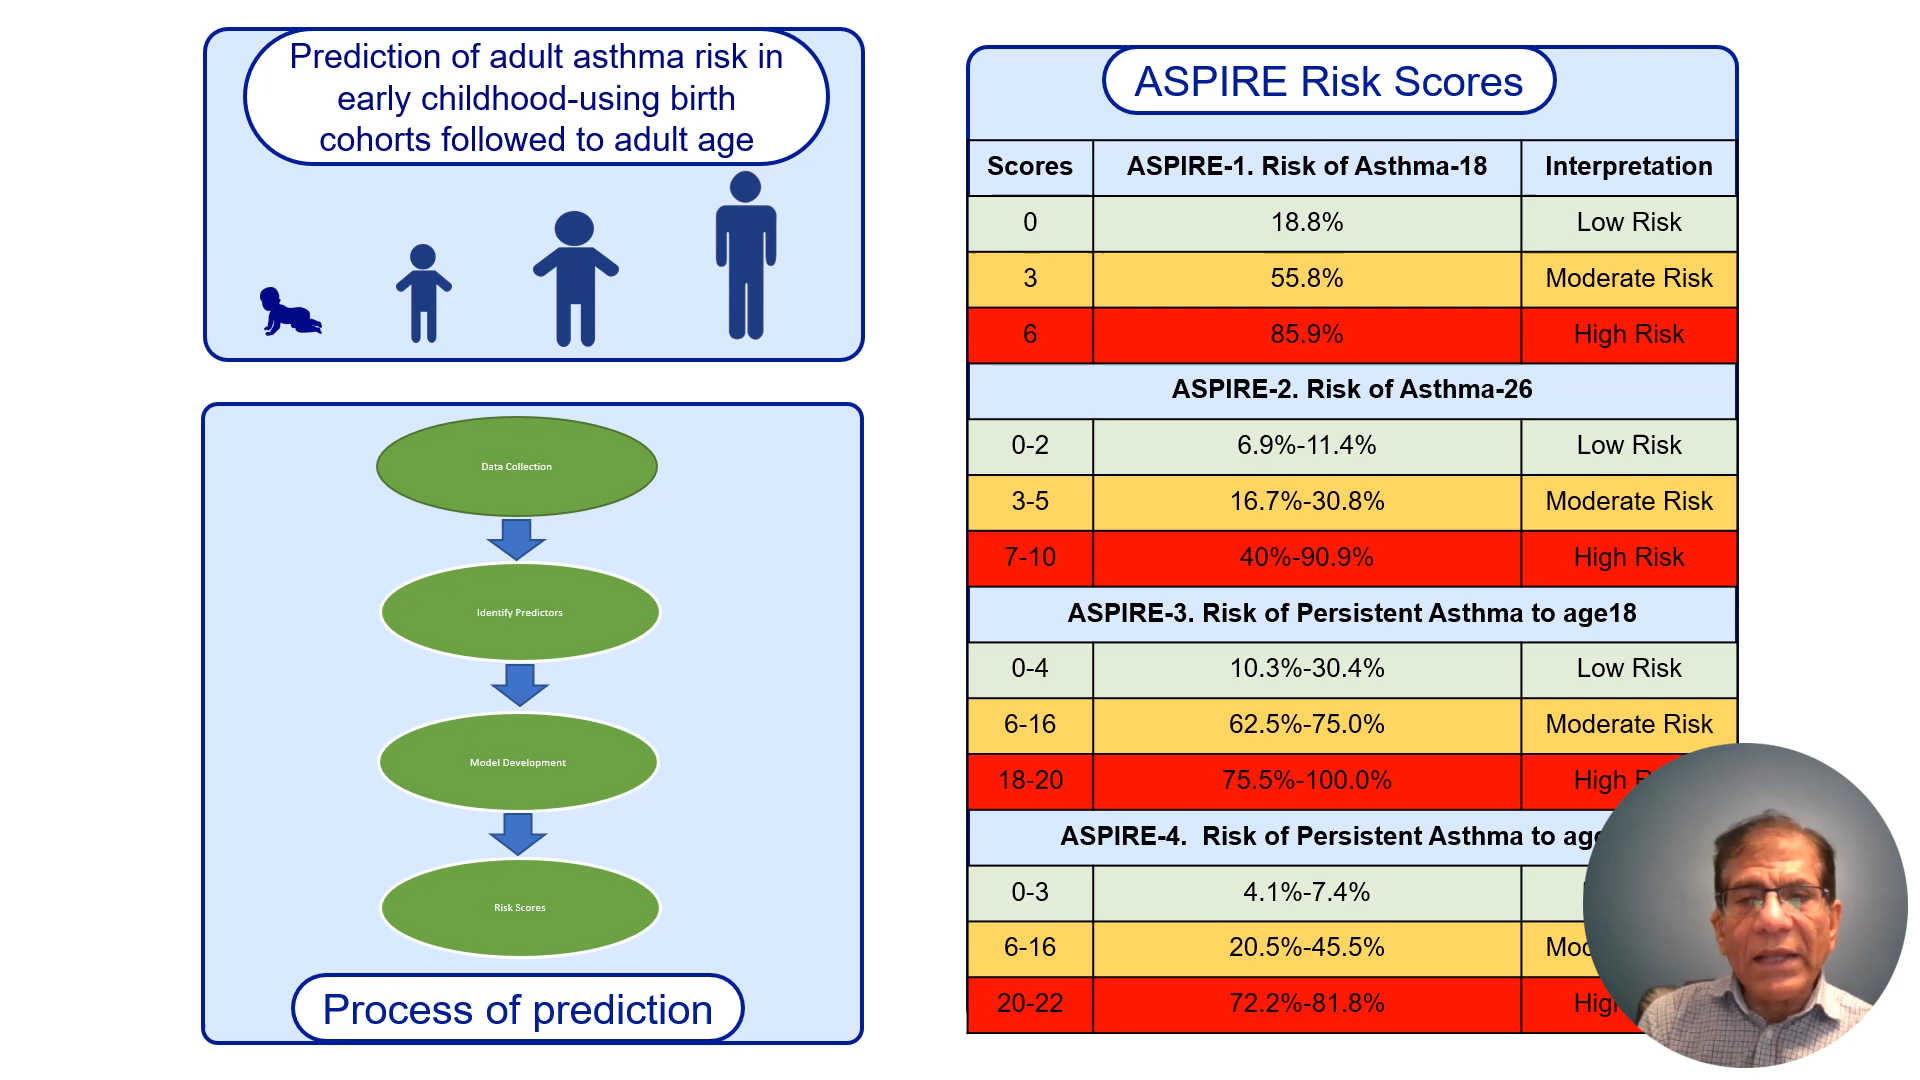 Prediction of adult asthma risk in
early childhood-using birth
cohorts followed to adult age
Data Collection
Identify Predictors
Model Development
Risk Scores
Process of prediction
ASPIRE Risk Scores
Scores ASPIRE-1. Risk of Asthma-18 Interpretation
0 18.8% Low Risk
3 55.8% Moderate Risk
6 85.9% High Risk
ASPIRE-2. Risk of Asthma-26
0-2 6.9%-11.4% Low Risk
3-5 16.7%-30.8% Moderate Risk
7-10 40%-90.9% High Risk
ASPIRE-3. Risk of Persistent Asthma to age18
0-4 10.3%-30.4% Low Risk
6-16 62.5%-75.0% Moderate Risk
18-20 75.5%-100.0% High
ASPIRE-4. Risk of Persistent Asthma to
0-3 4.1%-7.4%
6-16 20.5%-45.5%
20-22 72.2%-81.8%